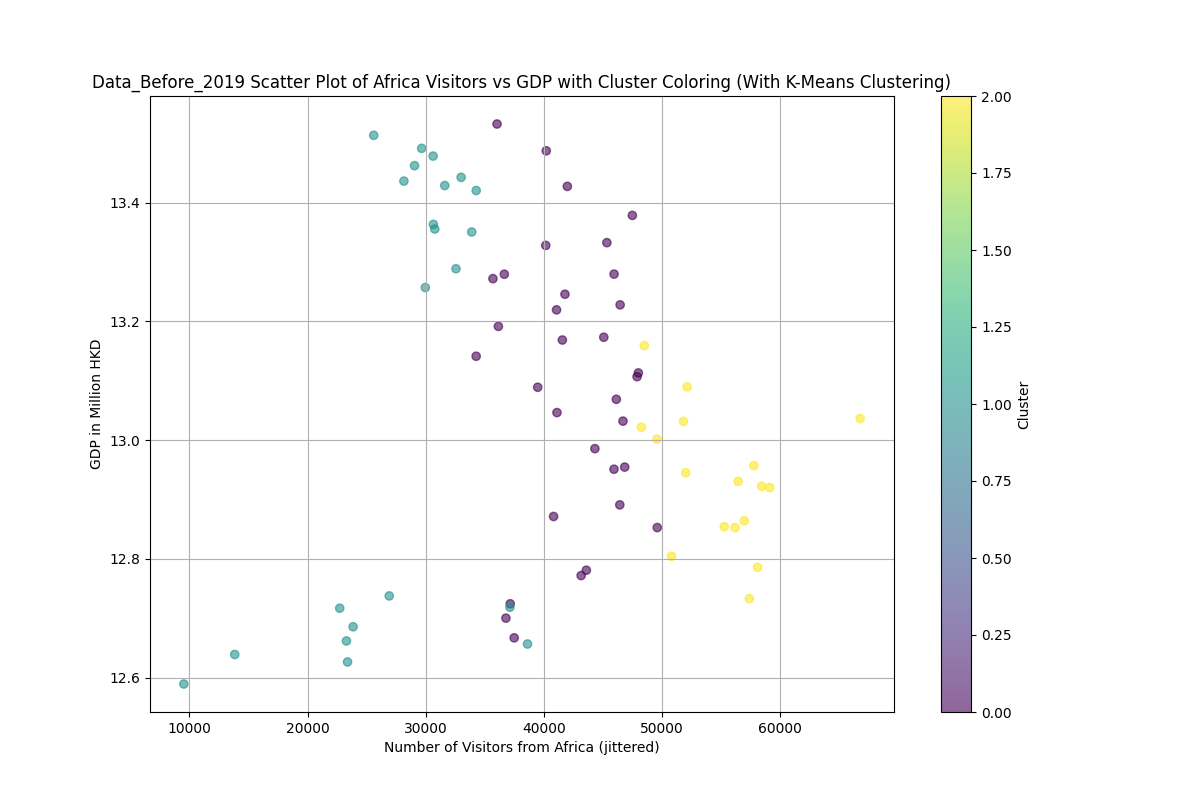 Data_Before_2019 Scatter Plot of Africa Visitors vs GDP with Cluster Coloring (With K-Means Clustering)
GDP in Million HKD
13.4
13.2
13.0
12.8
12.6
10000 20000 30000 40000 50000 60000
Number of Visitors from Africa (jittered)
2.00
1.75
1.50
1.25
1.00
0.75
0.50
0.25
0.00
Cluster